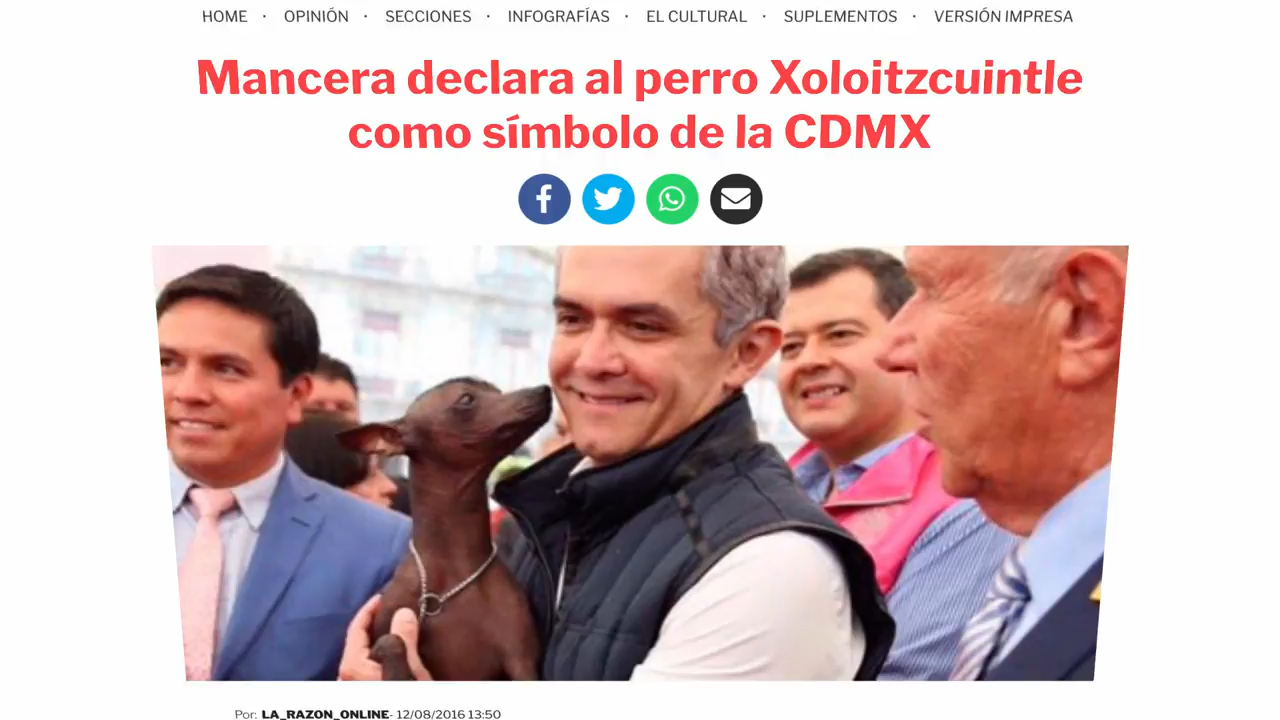 HOME · OPINIÓN · SECCIONES · INFOGRAFÍAS · EL CULTURAL · SUPLEMENTOS · VERSIÓN IMPRESA
Mancera declara al perro Xoloitzcuintle
como símbolo de la CDMX
Por: LA_RAZON_ONLINE- 12/08/2016 13:50